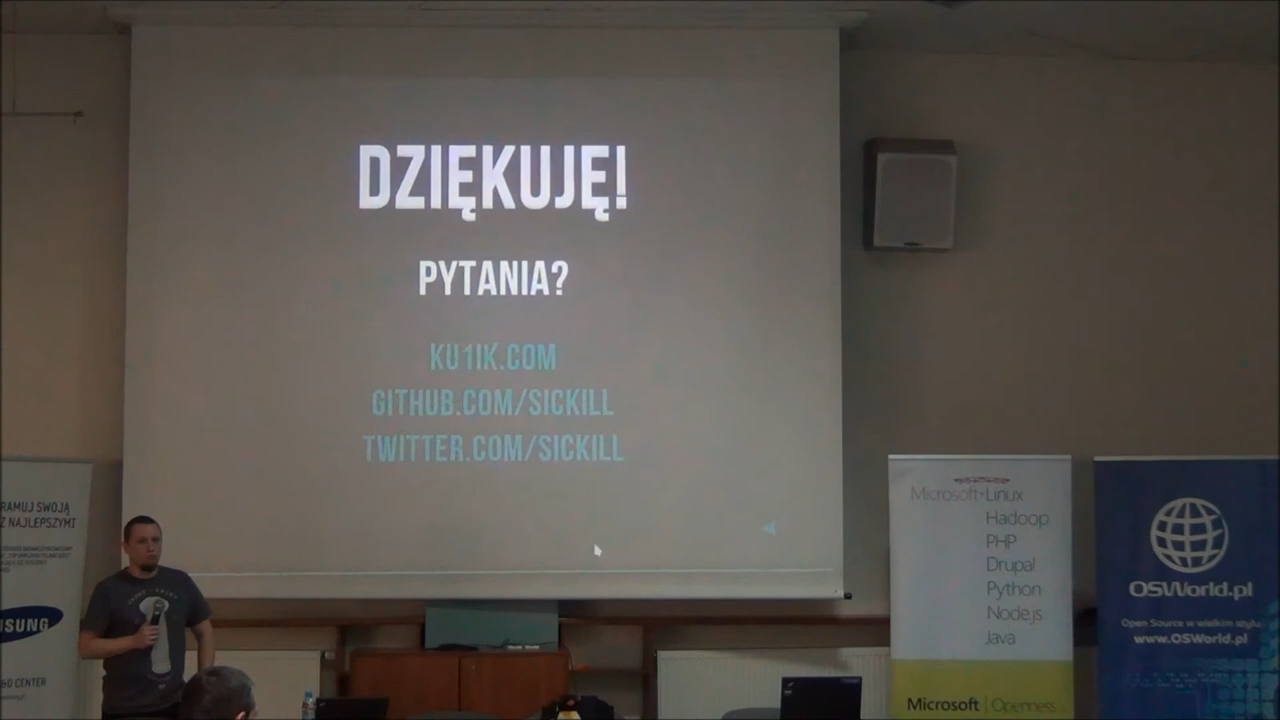 DZIĘKUJĘ!
PYTANIA?
KU1IK.COM
GITHUB.COM/SICKILL
TWITTER.COM/SICKILL
RAMUJ SWOJĄ
Z NAJLEPSZYMI
SUNG
CENTER
Microsoft+Linux
Hadoop
PHP
Drupal
Python
Node.js
Java
Microsoft | Openness
OSWorld.pl
Open Source w wielkim stylu
www.OSWorld.pl